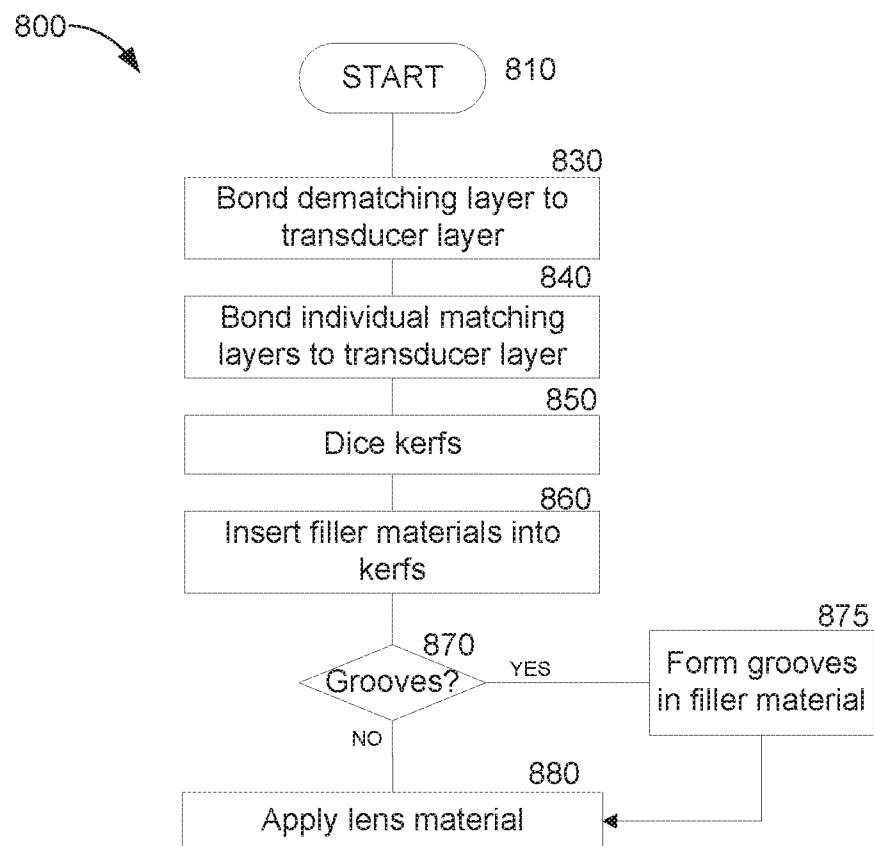 800
START
810
830
Bond dematching layer to
transducer layer
840
Bond individual matching
layers to transducer layer
850
Dice kerfs
860
Insert filler materials into
kerfs
870
Grooves?
YES
875
Form grooves
in filler material
NO
880
Apply lens material